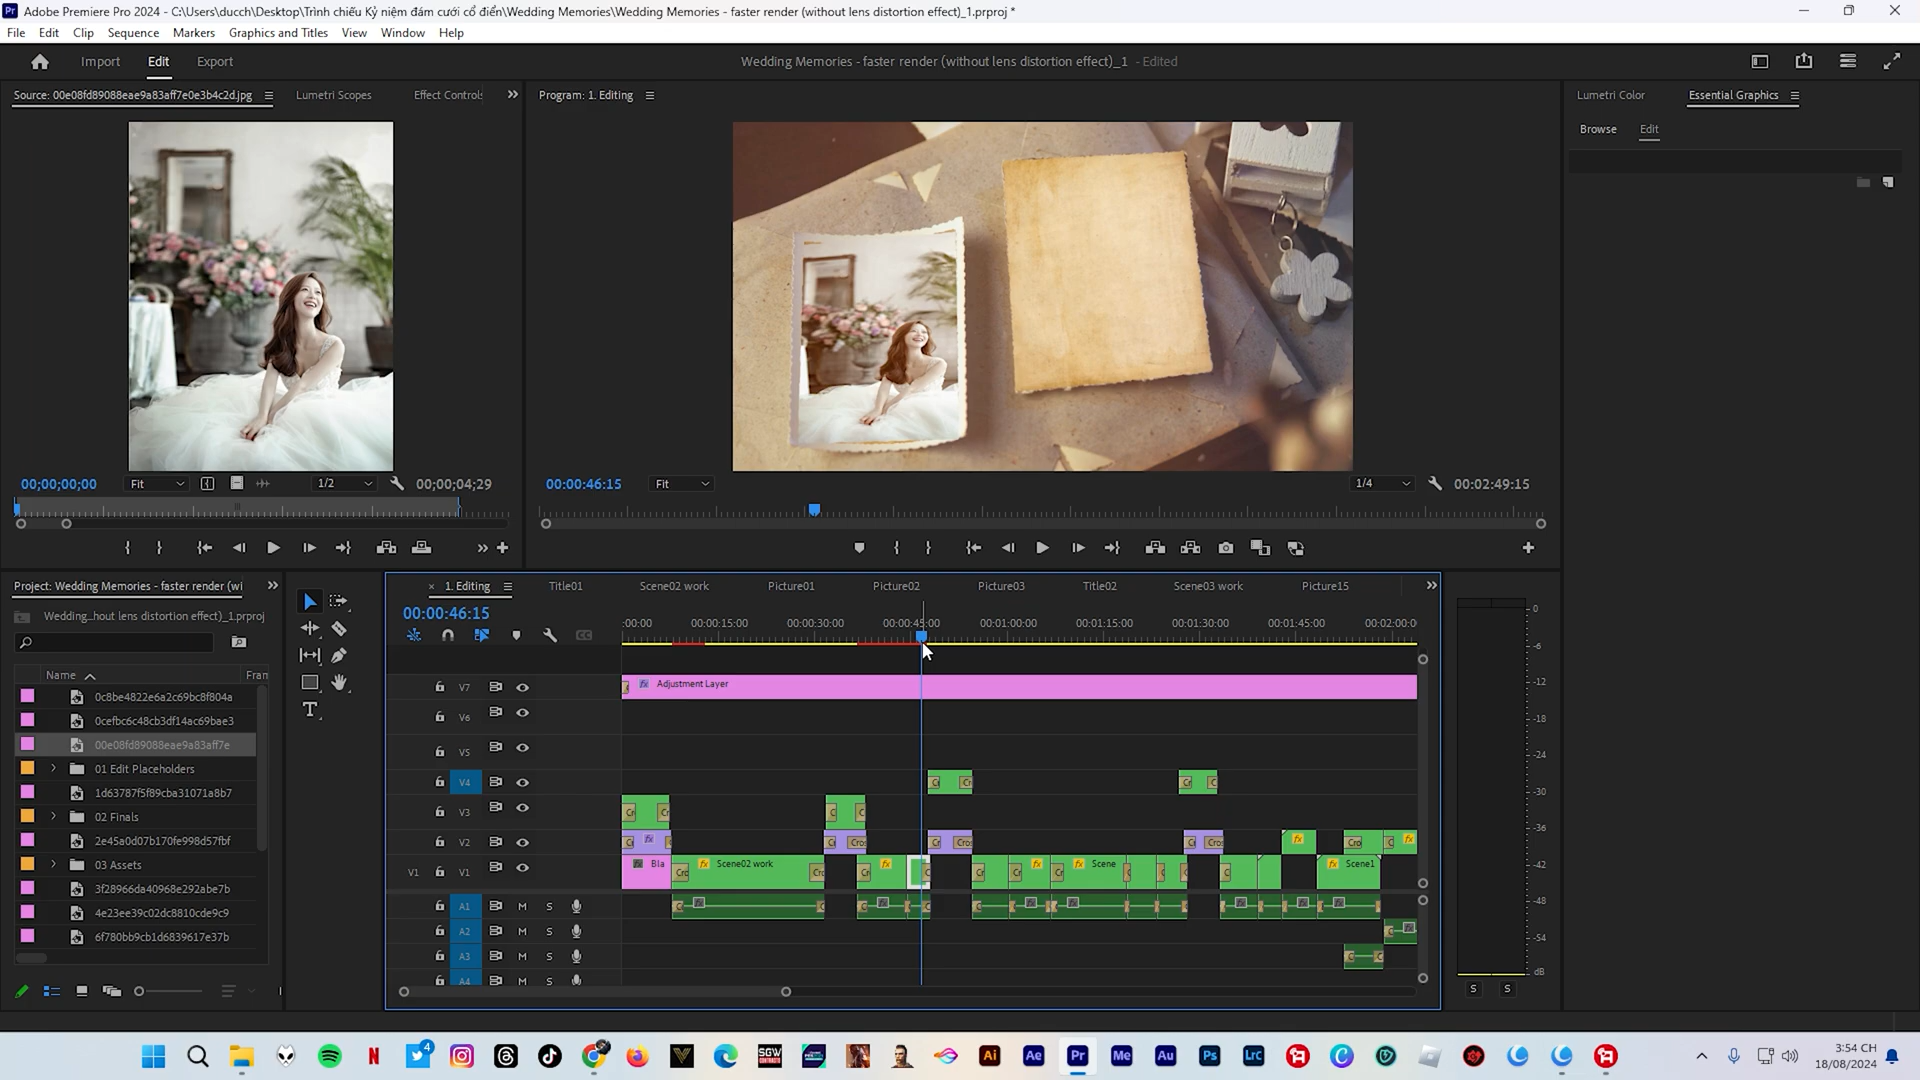 Adobe Premiere Pro 2024 - C:\Users\ducch\Desktop\Trình chiếu Kỷ niệm đám cưới cổ điển\Wedding Memories\Wedding Memories - faster render (without lens distortion effect)_1.prproj *
File Edit Clip Sequence Markers Graphics and Titles View Window Help
Import Edit Export
Wedding Memories - faster render (without lens distortion effect)_1 - Edited
Source: 00e08fd89088eae9a83aff7e0e3b4c2d.jpg Lumetri Scopes Effect Controls
Program: 1. Editing
Lumetri Color Essential Graphics
Browse Edit
00;00;00;00 Fit 1/2 00;00;04;29
00:00:46:15 Fit 1/4 00:02:49:15
Project: Wedding Memories - faster render (wi
Wedding...hout lens distortion effect)_1.prproj
Name Fran
0c8be4822e6a2c69bc8f804a
0cefbc6c48cb3df14ac69bae3
00e08fd89088eae9a83aff7e
01 Edit Placeholders
1d63787f5f89cba31071a8b7
02 Finals
2e45a0d07b170fe998d57fbf
03 Assets
3f28966da40968e292abe7b
4e23ee39c02dc8810cde9c9
6f780bb9cb1d6839617e37b
× 1. Editing Title01 Scene02 work Picture01 Picture02 Picture03 Title02 Scene03 work Picture15
00:00:46:15
:00:00 00:00:15:00 00:00:30:00 00:00:45:00 00:01:00:00 00:01:15:00 00:01:30:00 00:01:45:00 00:02:00:0
V7 fx Adjustment Layer
V6
V5
V4
V3
V2
V1 V1 Bla Scene02 work Scene Scene1
A1 M S
A2 M S
A3 M S
A4 M S
0
-6
-12
-18
-24
-30
-36
-42
-48
-54
dB
S S
3:54 CH
18/08/2024